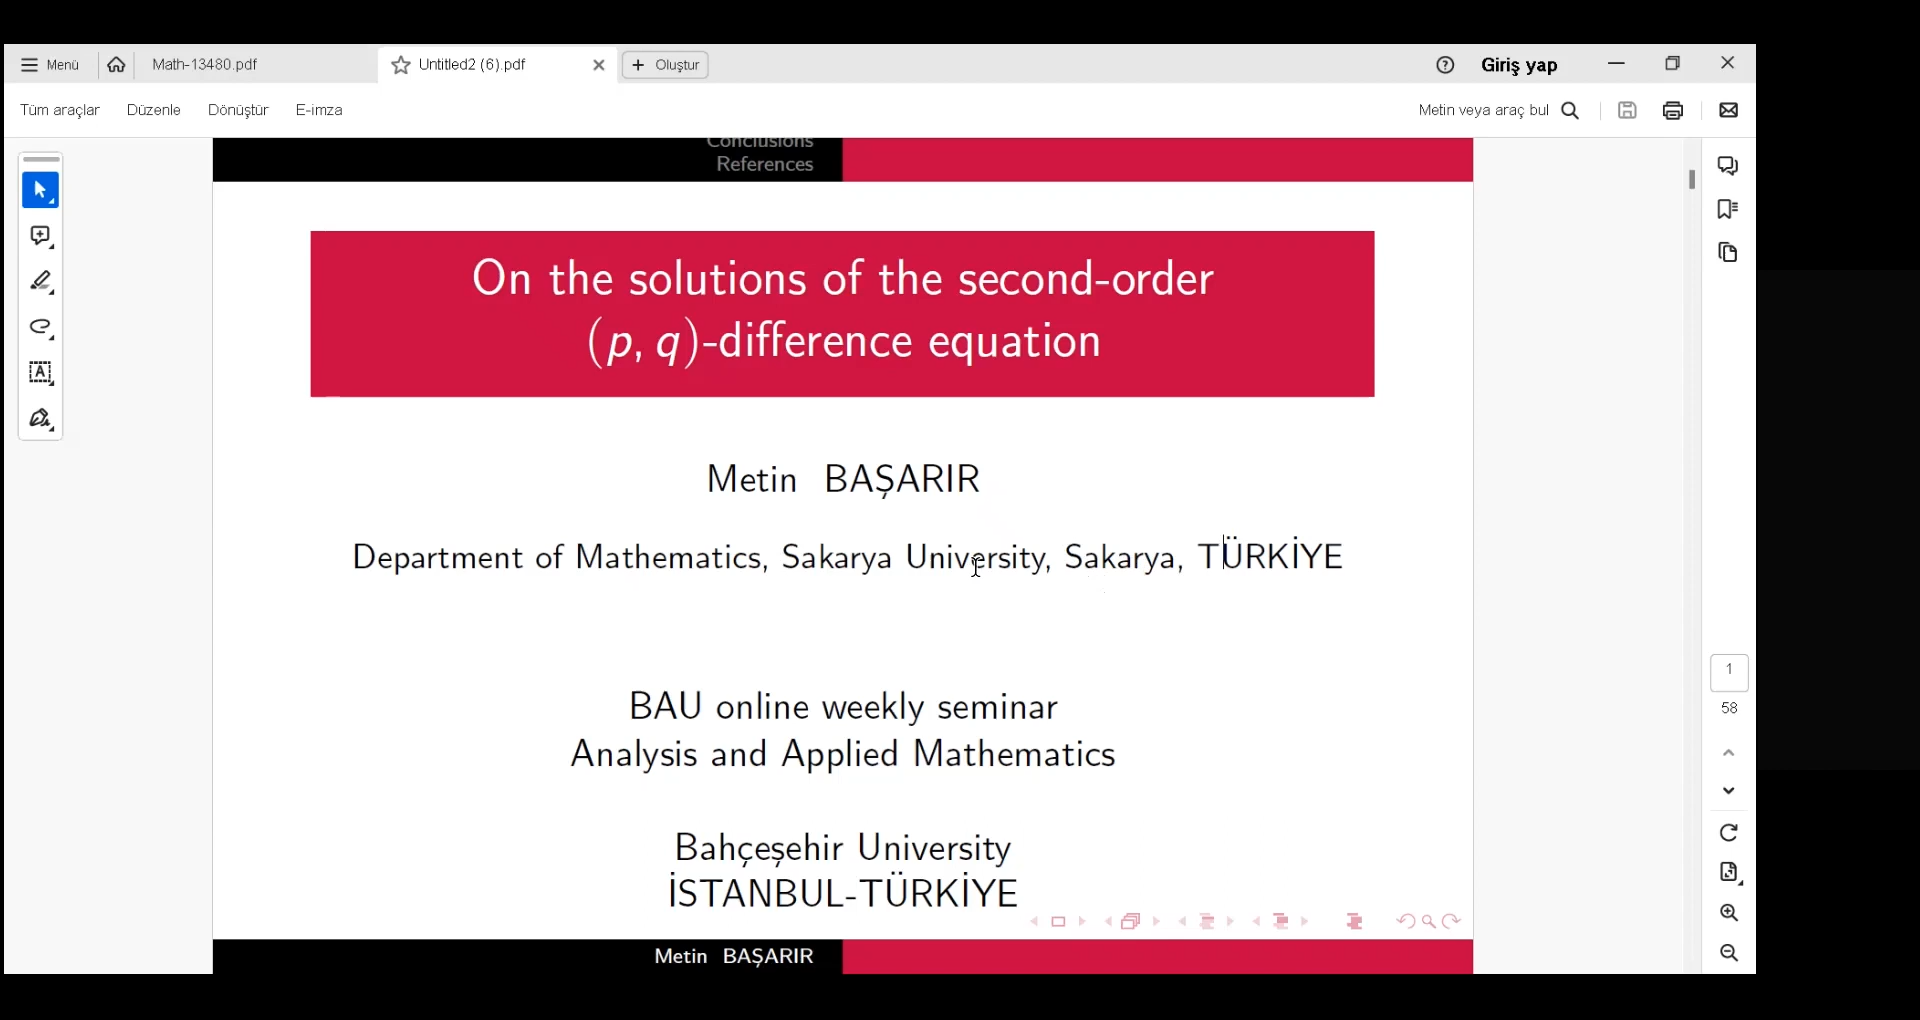 Menü
Math-13480.pdf
Untitled2 (6).pdf
Oluştur
Giriş yap
Tüm araçlar Düzenle Dönüştür E-imza
Metin veya araç bul
Conclusions
References
On the solutions of the second-order
(p, q)-difference equation
Metin BAŞARIR
Department of Mathematics, Sakarya University, Sakarya, TÜRKİYE
BAU online weekly seminar
Analysis and Applied Mathematics
Bahçeşehir University
İSTANBUL-TÜRKİYE
Metin BAŞARIR
1
58